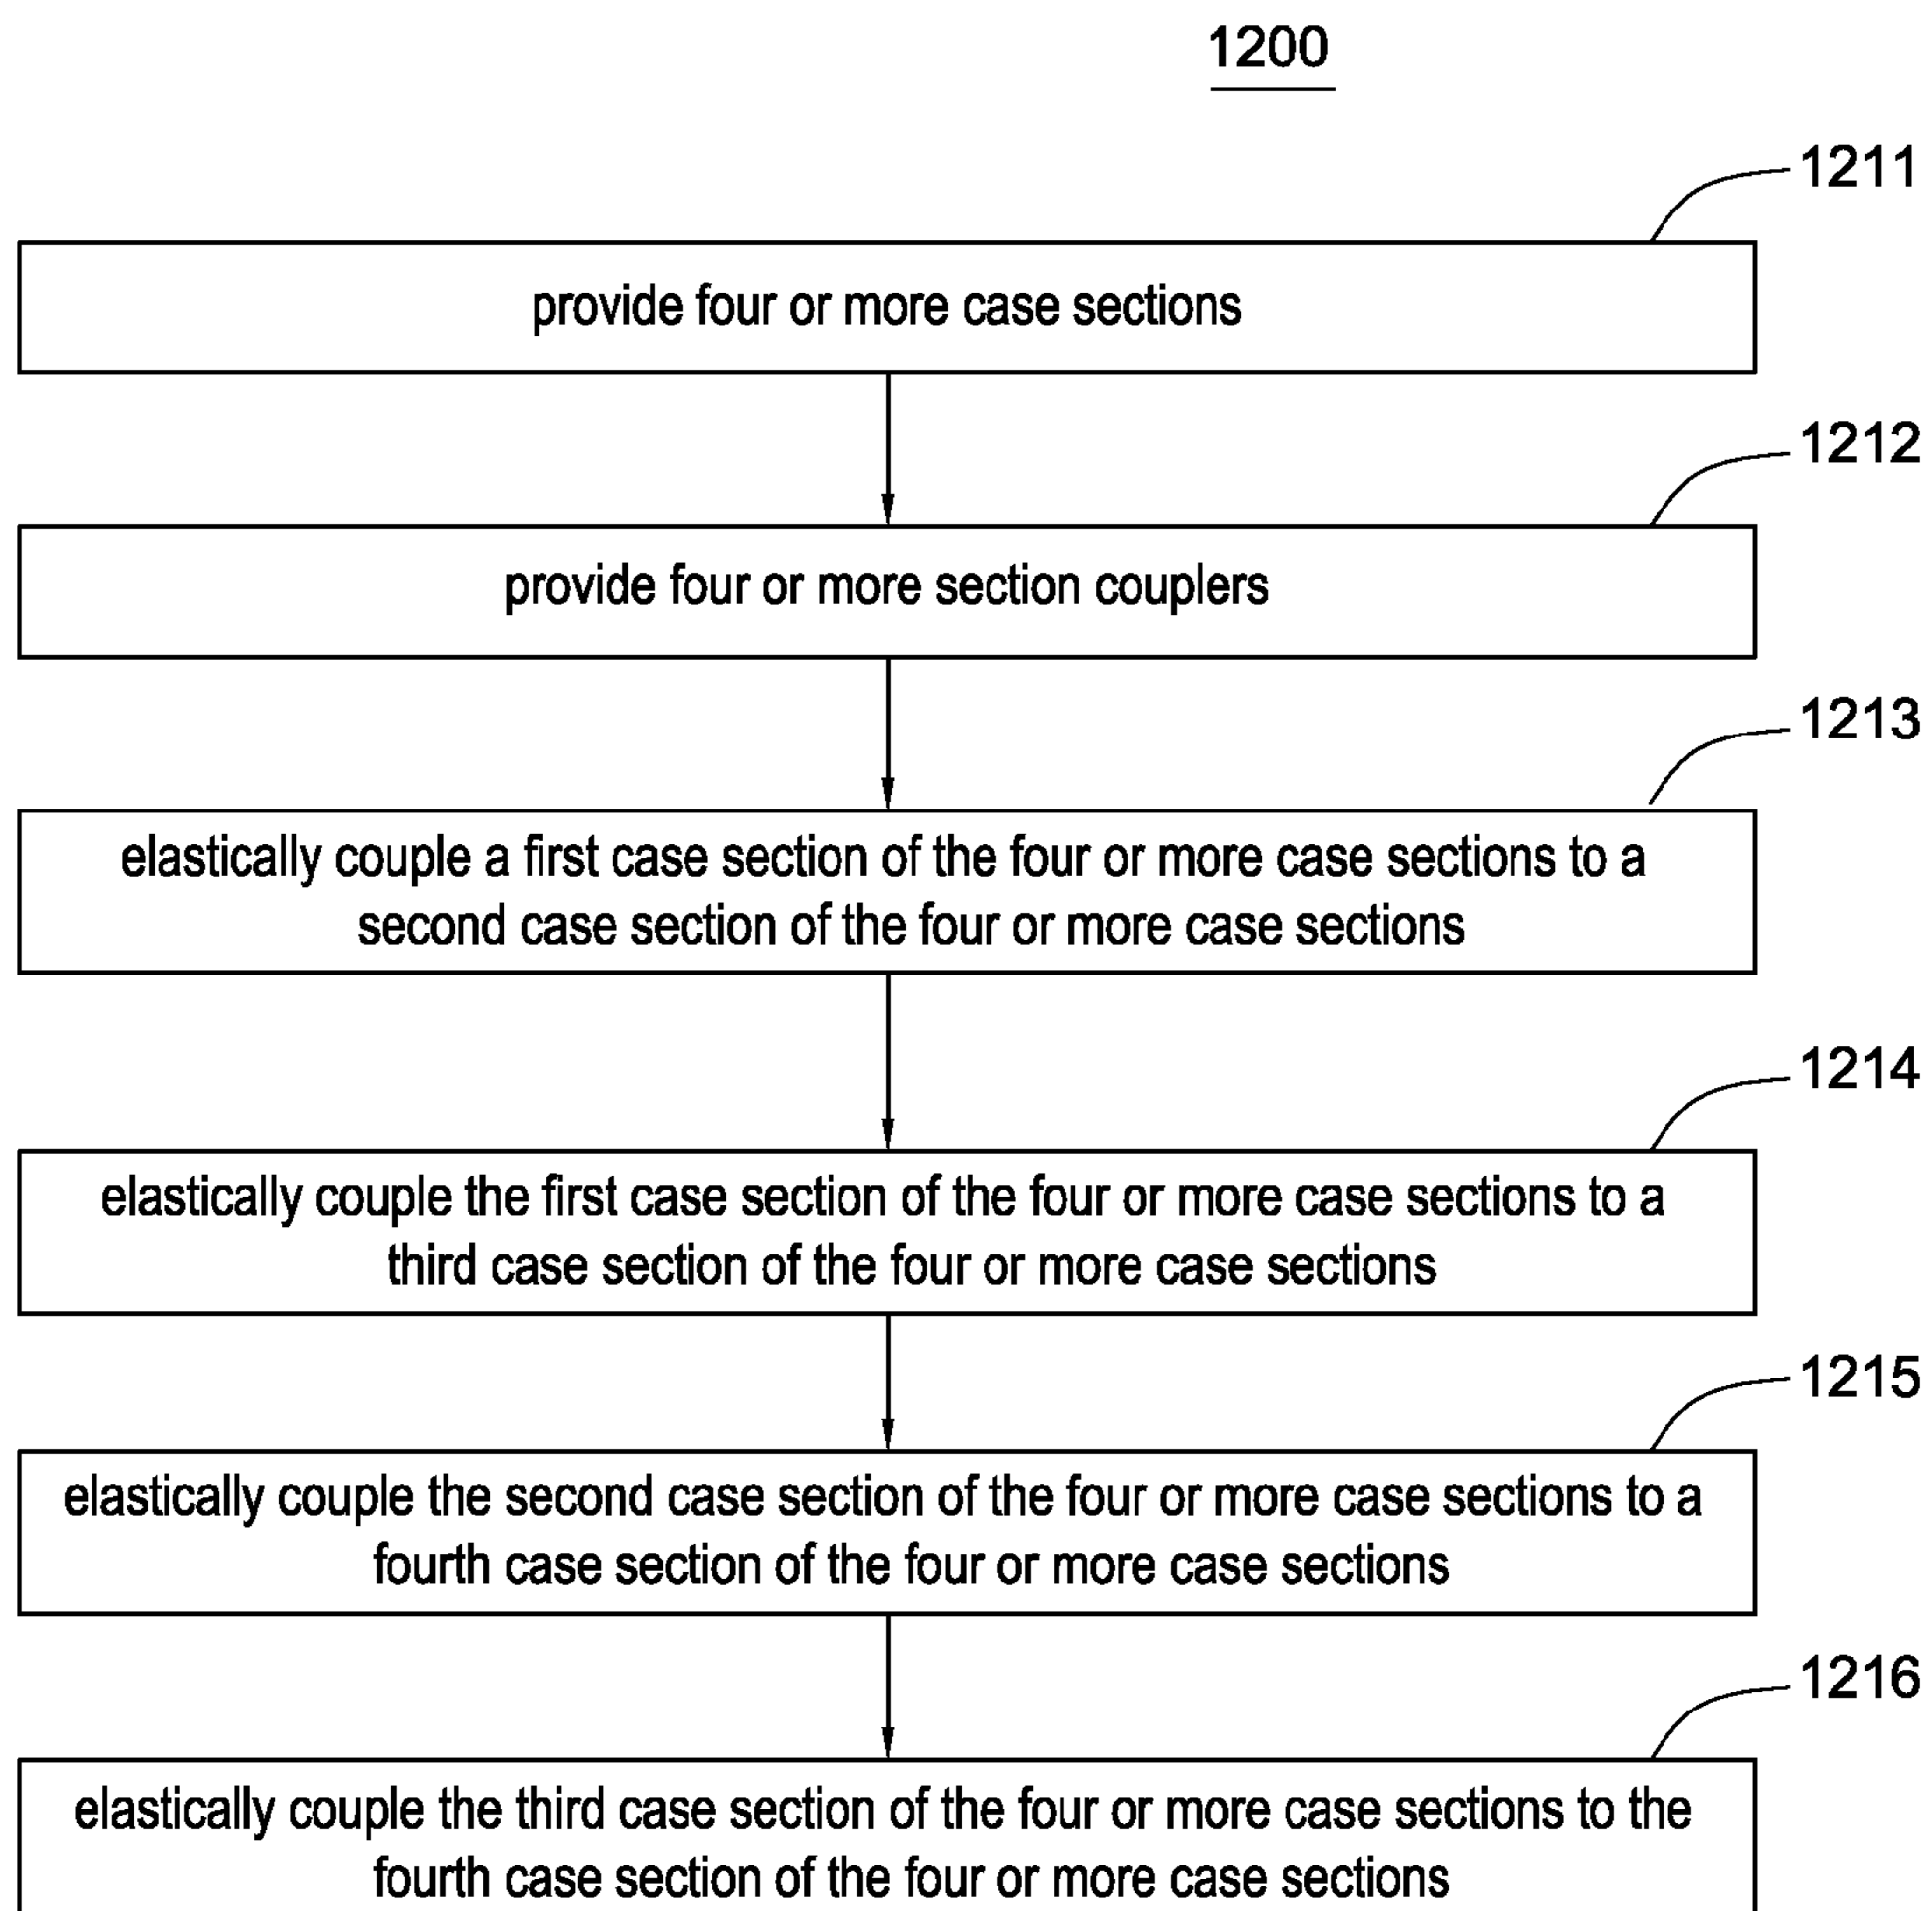 1200
1211
provide four or more case sections
1212
provide four or more section couplers
1213
elastically couple a first case section of the four or more case sections to a
second case section of the four or more case sections
1214
elastically couple the first case section of the four or more case sections to a
third case section of the four or more case sections
1215
elastically couple the second case section of the four or more case sections to a
fourth case section of the four or more case sections
1216
elastically couple the third case section of the four or more case sections to the
fourth case section of the four or more case sections